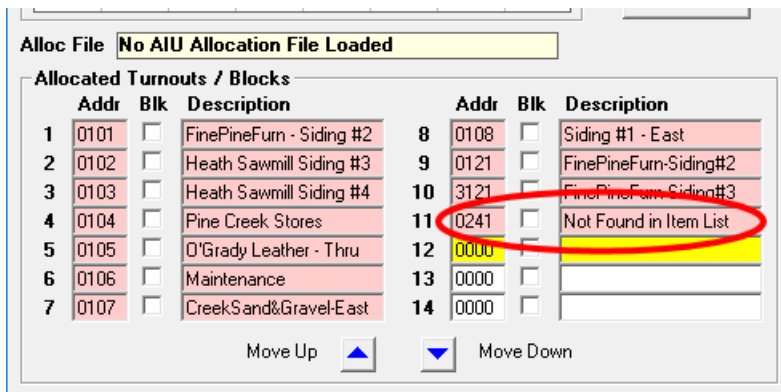 Alloc File No AIU Allocation File Loaded
Allocated Turnouts / Blocks
Addr Blk Description Addr Blk Description
1 0101 FinePineFurn - Siding #2 8 0108 Siding #1 - East
2 0102 Heath Sawmill Siding #3 9 0121 FinePineFurn-Siding#2
3 0103 Heath Sawmill Siding #4 10 3121 FinePineFurn-Siding#3
4 0104 Pine Creek Stores 11 0241 Not Found in Item List
5 0105 O'Grady Leather - Thru 12 0000
6 0106 Maintenance 13 0000
7 0107 CreekSand&Gravel-East 14 0000
Move Up Move Down